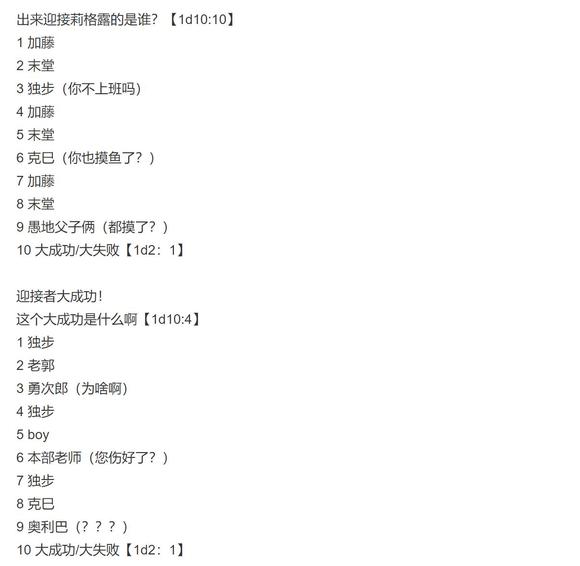 出来迎接莉格露的是谁？【1d10:10】
1 加藤
2 末堂
3 独步（你不上班吗）
4 加藤
5 末堂
6 克巳（你也摸鱼了？）
7 加藤
8 末堂
9 愚地父子俩（都摸了？）
10 大成功/大失败【1d2：1】
迎接者大成功！
这个大成功是什么啊【1d10:4】
1 独步
2 老郭
3 勇次郎（为啥啊）
4 独步
5 boy
6 本部老师（您伤好了？）
7 独步
8 克巳
9 奥利巴（？？？）
10 大成功/大失败【1d2：1】